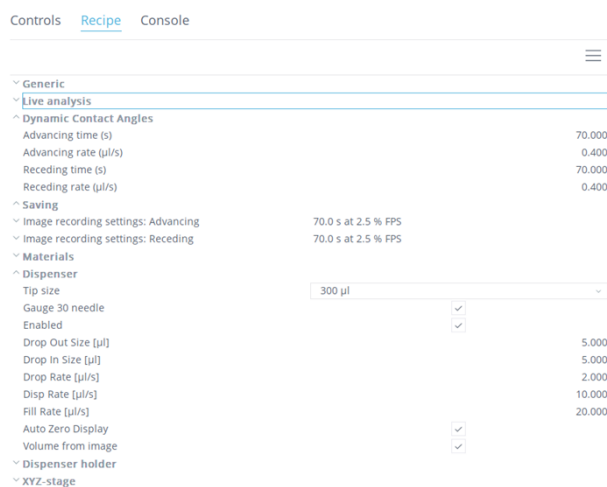 Controls Recipe Console
Generic
Live analysis
Dynamic Contact Angles
Advancing time (s) 70.000
Advancing rate (µl/s) 0.400
Receding time (s) 70.000
Receding rate (µl/s) 0.400
Saving
Image recording settings: Advancing 70.0 s at 2.5 % FPS
Image recording settings: Receding 70.0 s at 2.5 % FPS
Materials
Dispenser
Tip size 300 µl
Gauge 30 needle
Enabled
Drop Out Size [µl] 5.000
Drop In Size [µl] 5.000
Drop Rate [µl/s] 2.000
Disp Rate [µl/s] 10.000
Fill Rate [µl/s] 20.000
Auto Zero Display
Volume from image
Dispenser holder
XYZ-stage